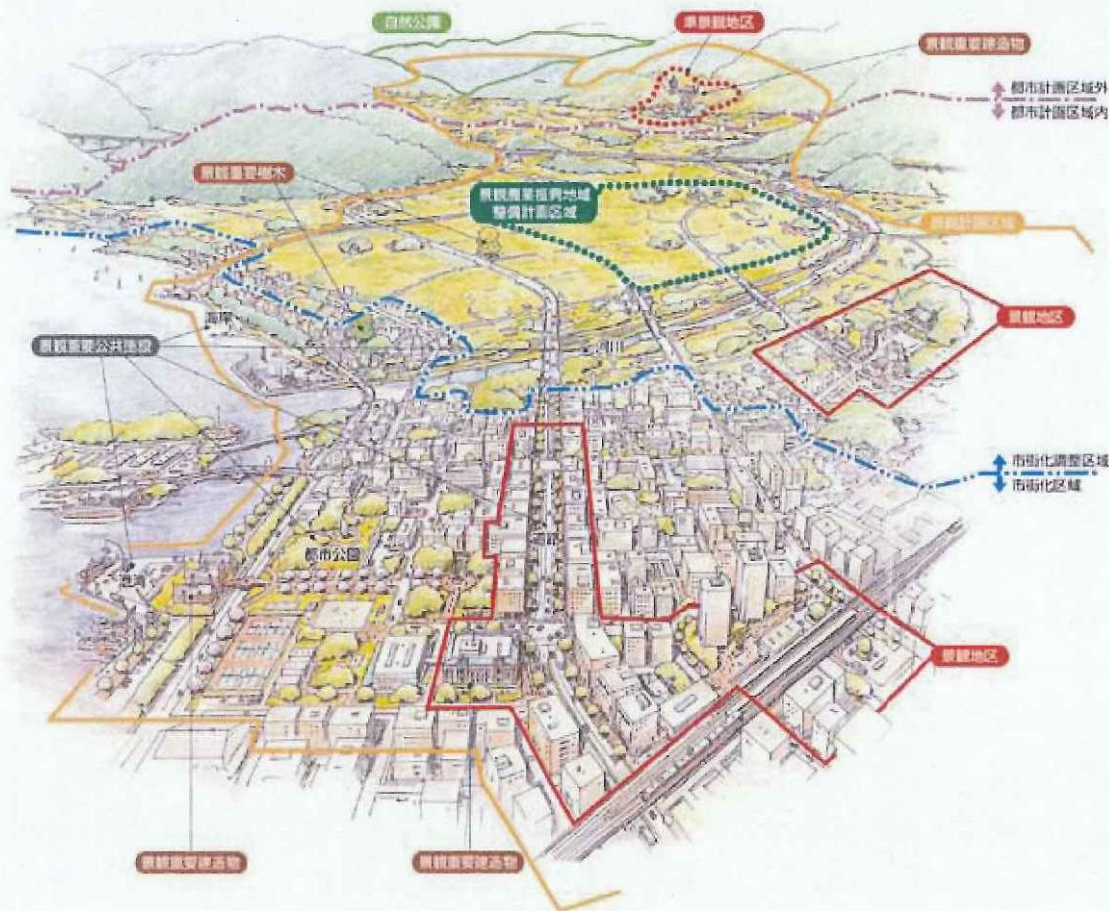 自然公園
準景観地区
景観重要建造物
都市計画区域外
都市計画区域内
景観重要樹木
景観農業振興地域
整備計画区域
景観計画区域
海岸
景観重要公共施設
河川
景観地区
市街化調整区域
市街化区域
都市公園
景観地区
景観重要建造物
景観重要建造物